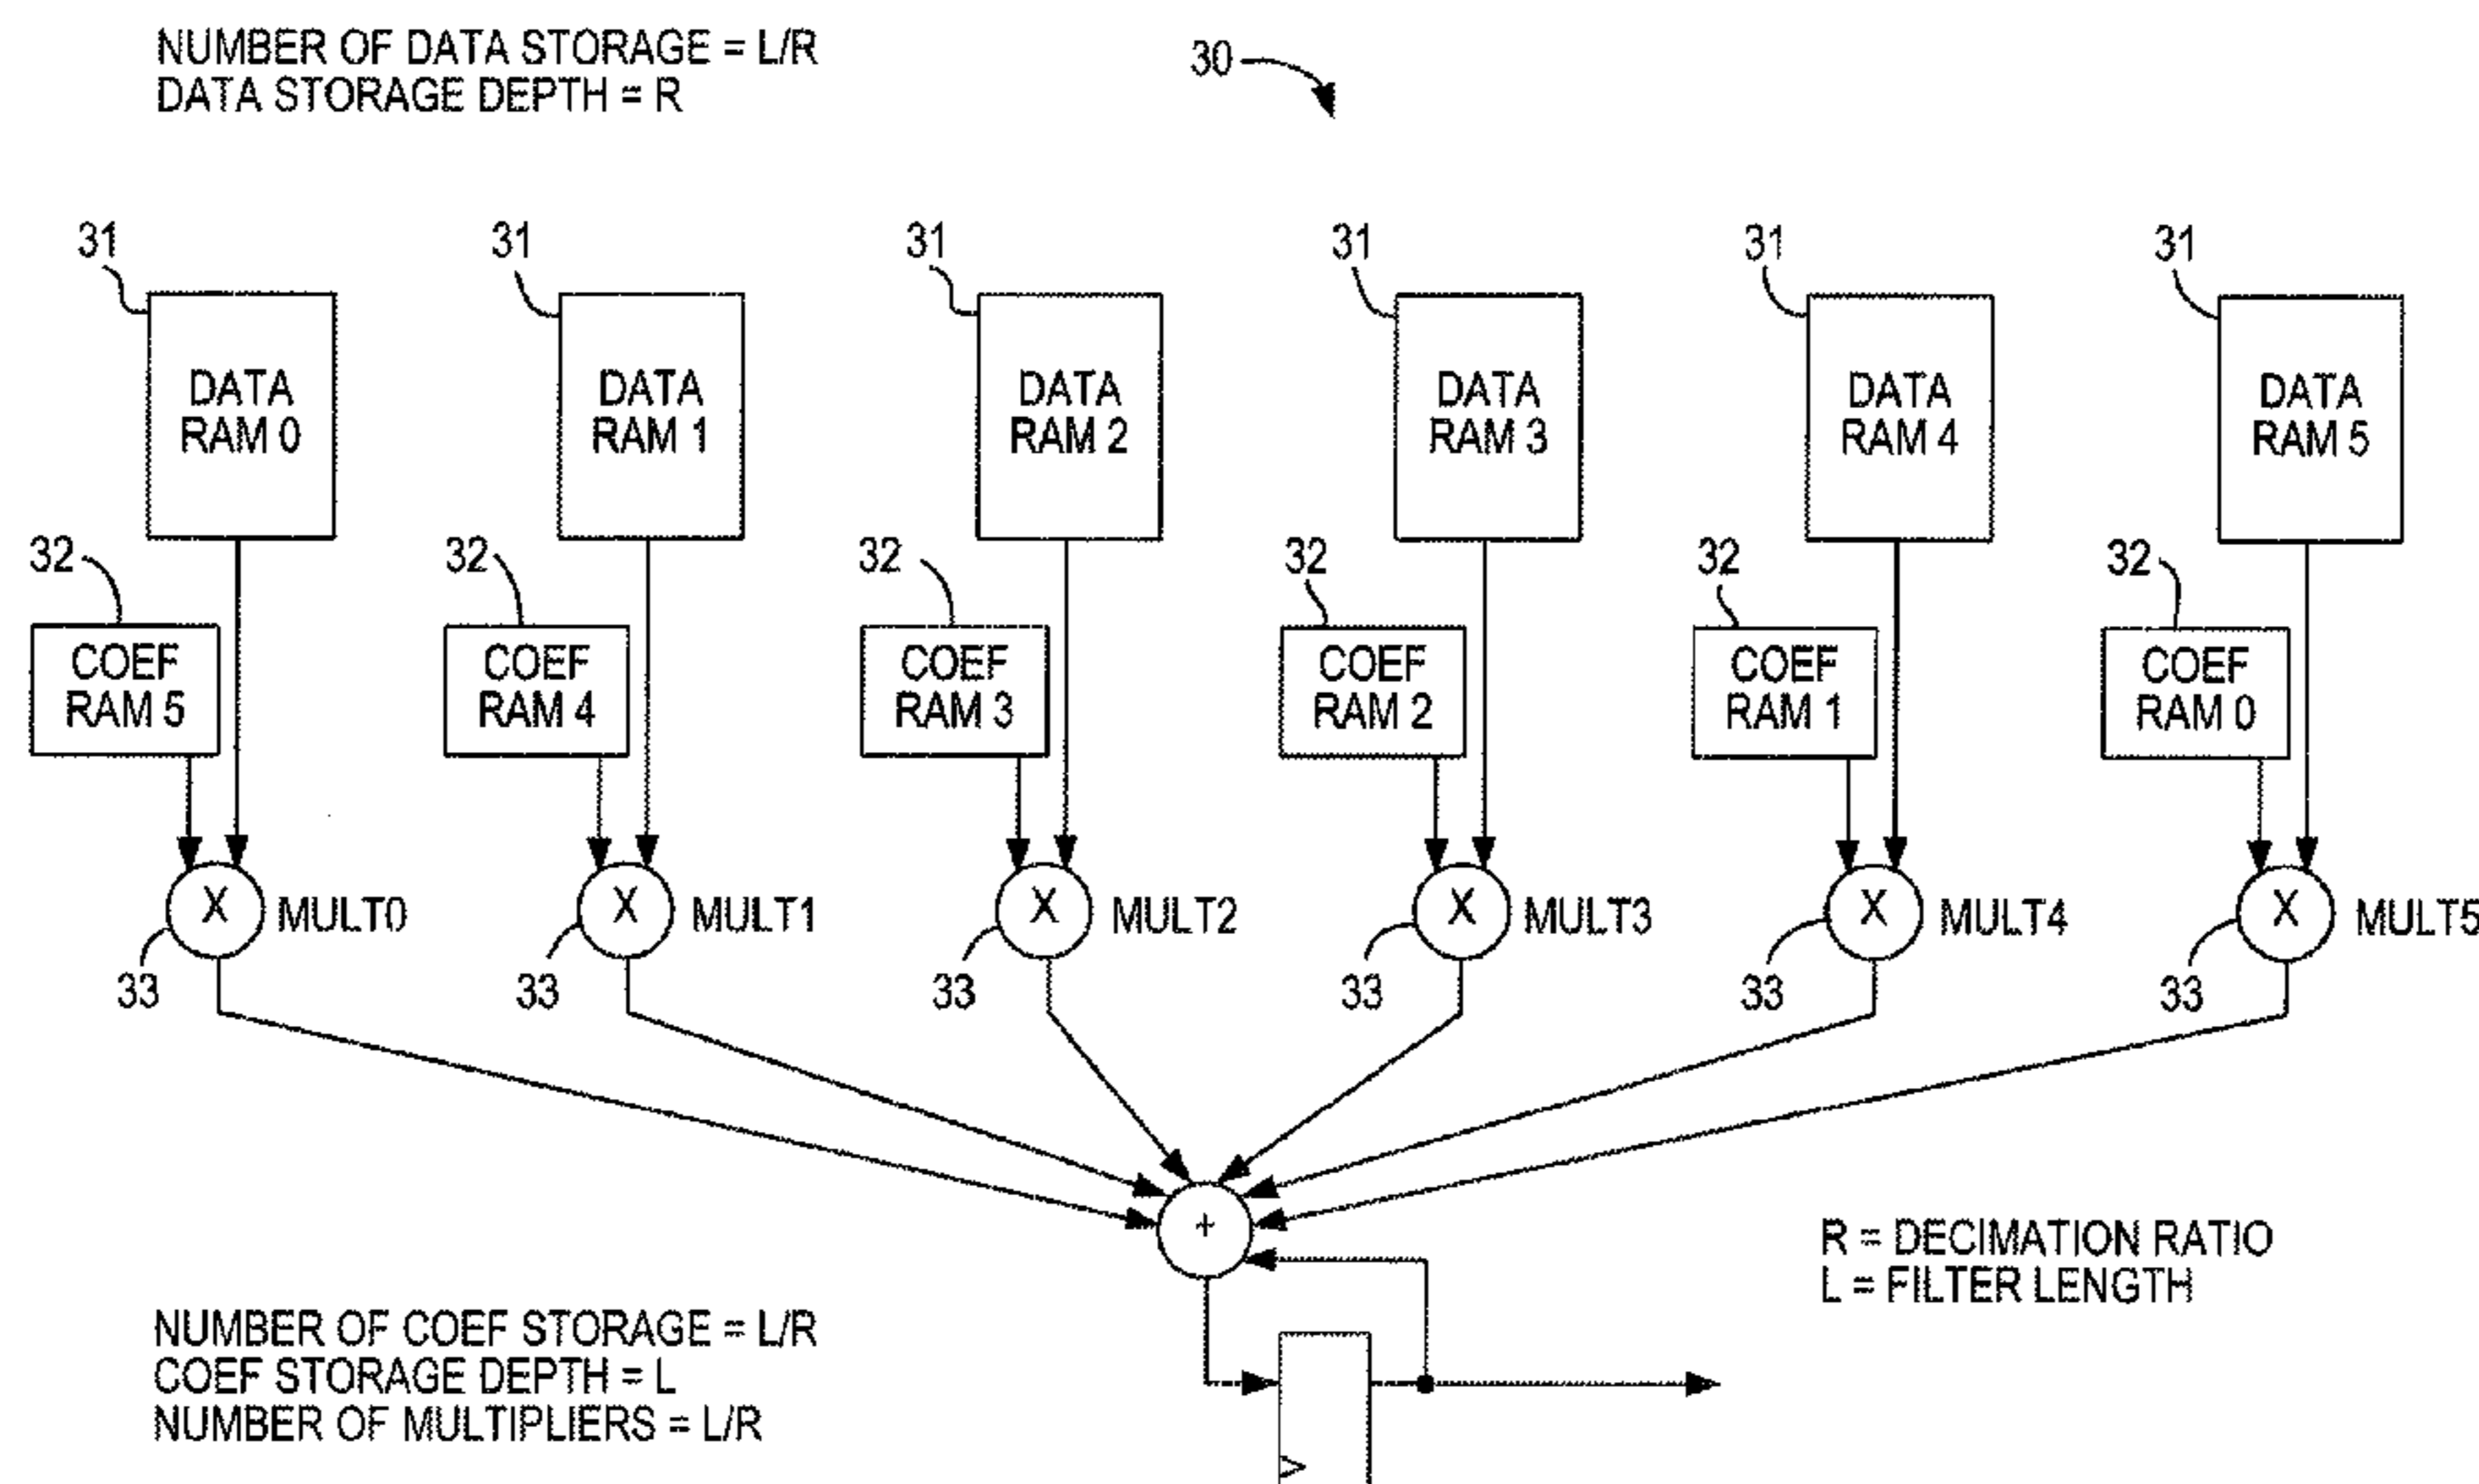 NUMBER OF DATA STORAGE = L/R
DATA STORAGE DEPTH = R
30
31
31
31
31
31
31
DATA
RAM 0
DATA
RAM 1
DATA
RAM 2
DATA
RAM 3
DATA
RAM 4
DATA
RAM 5
32
32
32
32
32
32
COEF
RAM 5
COEF
RAM 4
COEF
RAM 3
COEF
RAM 2
COEF
RAM 1
COEF
RAM 0
X
MULT0
X
MULT1
X
MULT2
X
MULT3
X
MULT4
X
MULT5
33
33
33
33
33
33
+
R = DECIMATION RATIO
L = FILTER LENGTH
NUMBER OF COEF STORAGE = L/R
COEF STORAGE DEPTH = L
NUMBER OF MULTIPLIERS = L/R